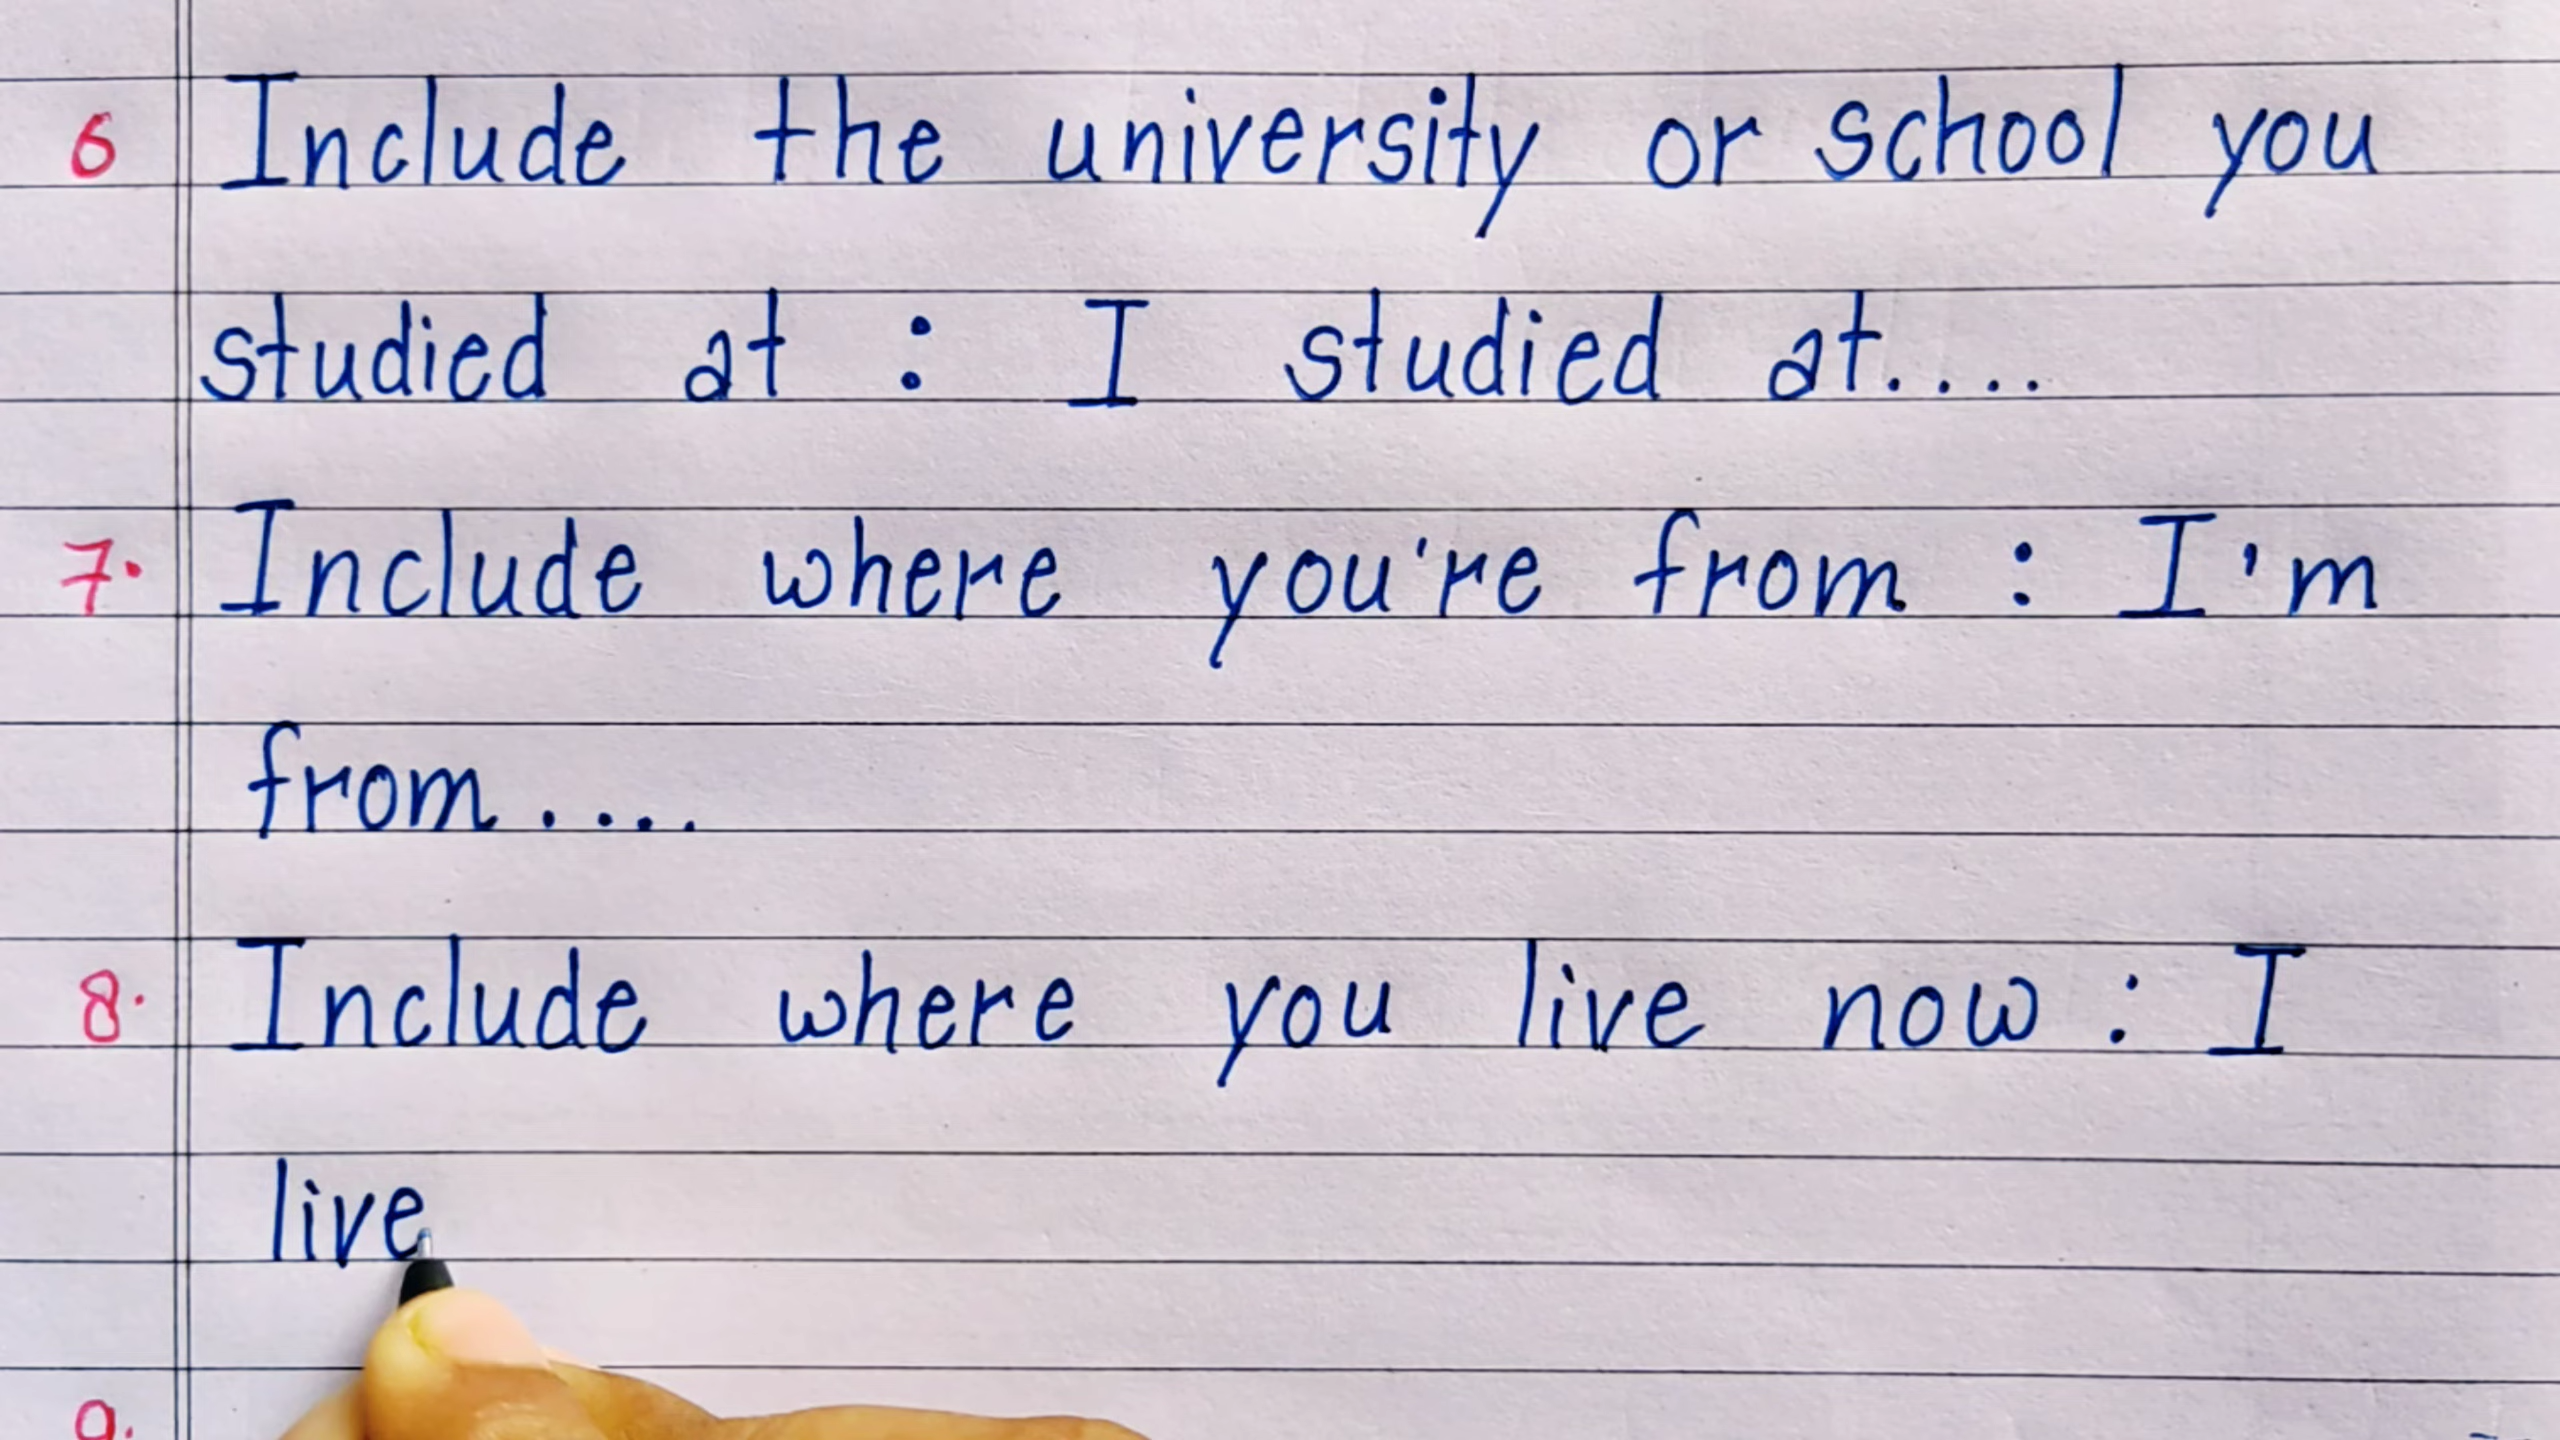 6 Include the university or school you
studied at : I studied at....
7. Include where you're from : I'm
from....
8. Include where you live now : I
live
9.